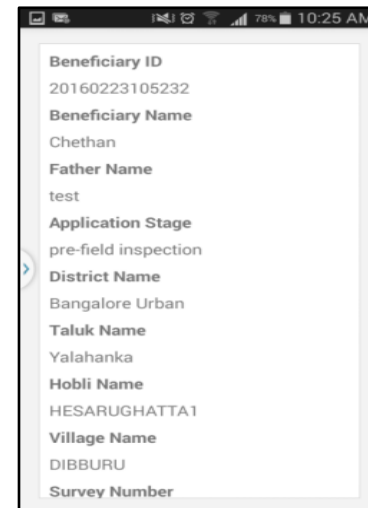 78% 10:25 AM
Beneficiary ID
20160223105232
Beneficiary Name
Chethan
Father Name
test
Application Stage
pre-field inspection
District Name
Bangalore Urban
Taluk Name
Yalahanka
Hobli Name
HESARUGHATTA1
Village Name
DIBBURU
Survey Number